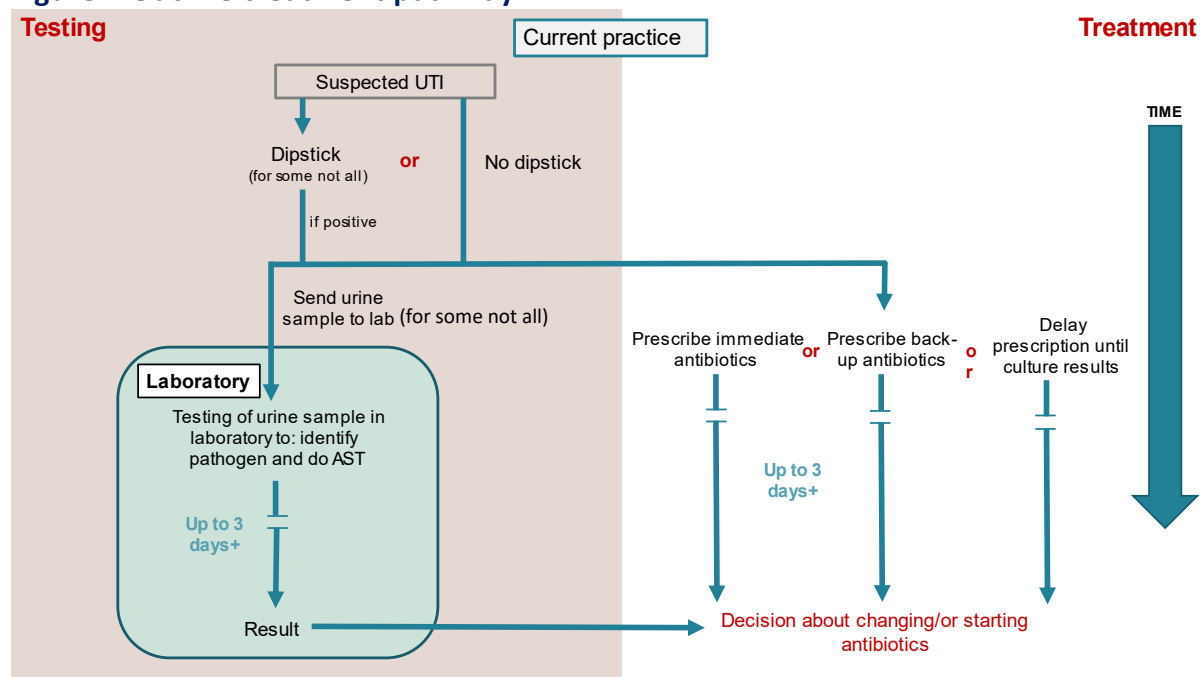 Testing
Current practice
Treatment
Suspected UTI
TIME
Dipstick
(for some not all)
or
No dipstick
if positive
Send urine
sample to lab (for some not all)
Prescribe immediate
antibiotics
or
Prescribe back-
up antibiotics
o
r
Delay
prescription until
culture results
Laboratory
Testing of urine sample in
laboratory to: identify
pathogen and do AST
Up to 3
days+
Up to 3
days+
Result
Decision about changing/or starting
antibiotics